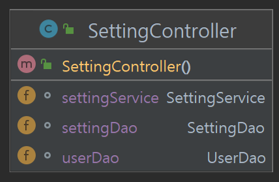 C SettingController
m SettingController()
f settingService SettingService
f settingDao SettingDao
f userDao UserDao